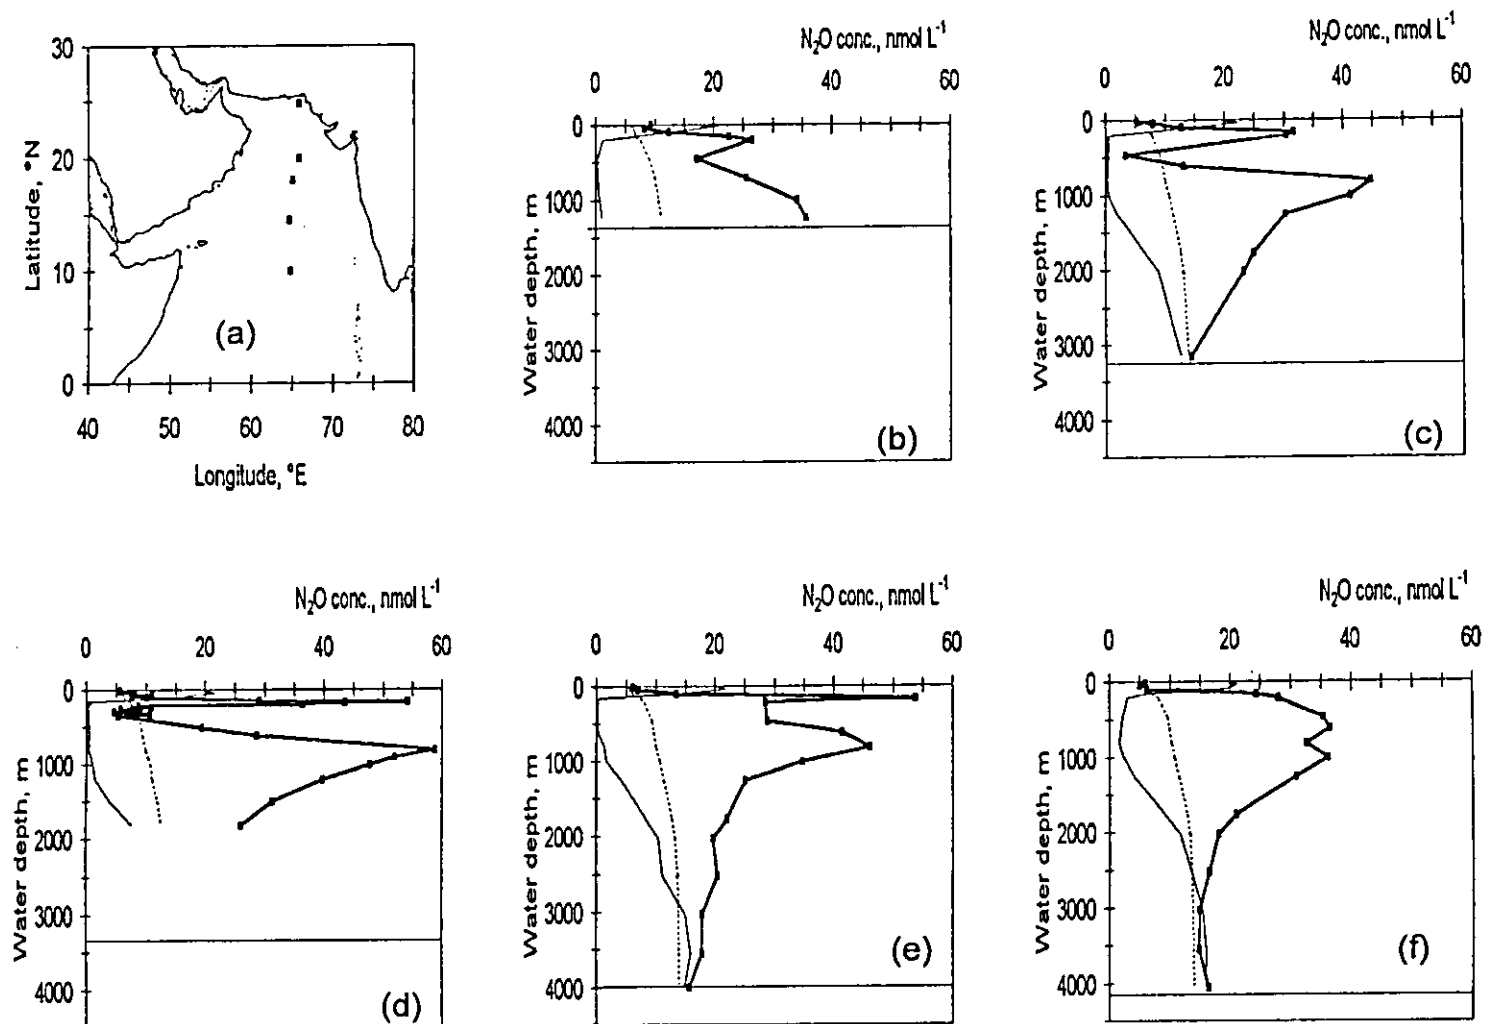 N₂O conc., nmol L⁻¹
N₂O conc., nmol L⁻¹
30
20
10
0
Latitude, °N
40 50 60 70 80
Longitude, °E
(a)
0 20 40 60
0
1000
2000
3000
4000
Water depth, m
(b)
0 20 40 60
0
1000
2000
3000
4000
Water depth, m
(c)
N₂O conc., nmol L⁻¹
0 20 40 60
0
1000
2000
3000
4000
Water depth, m
(d)
N₂O conc., nmol L⁻¹
0 20 40 60
0
1000
2000
3000
4000
Water depth, m
(e)
N₂O conc., nmol L⁻¹
0 20 40 60
0
1000
2000
3000
4000
Water depth, m
(f)